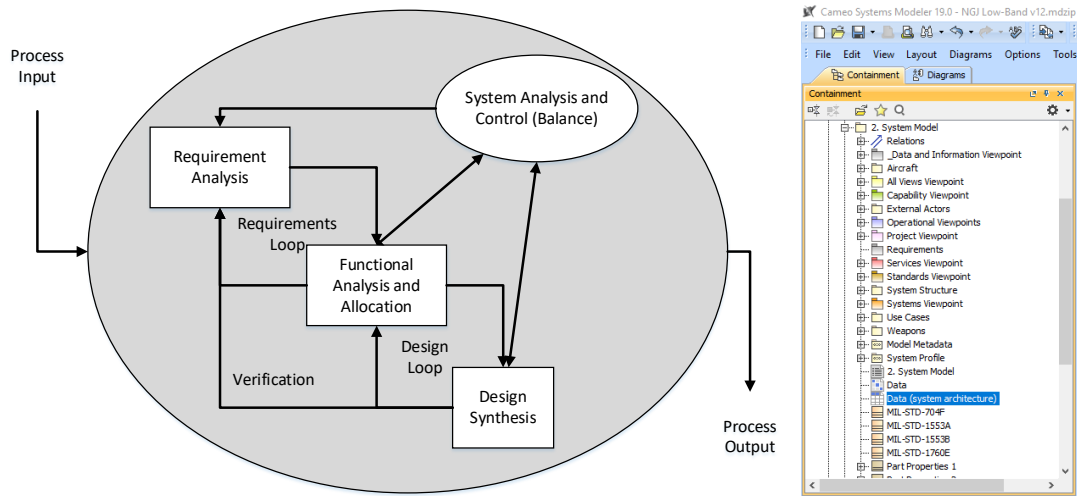 Process
Input
System Analysis and
Control (Balance)
Requirement
Analysis
Requirements
Loop
Functional
Analysis and
Allocation
Design
Loop
Verification
Design
Synthesis
Process
Output
Cameo Systems Modeler 19.0 - NGJ Low-Band v12.mdzip
File Edit View Layout Diagrams Options Tools
Containment Diagrams
Containment
2. System Model
Relations
_Data and Information Viewpoint
Aircraft
All Views Viewpoint
Capability Viewpoint
External Actors
Operational Viewpoints
Project Viewpoint
Requirements
Services Viewpoint
Standards Viewpoint
System Structure
Systems Viewpoint
Use Cases
Weapons
Model Metadata
System Profile
2. System Model
Data
Data (system architecture)
MIL-STD-704F
MIL-STD-1553A
MIL-STD-1553B
MIL-STD-1760E
Part Properties 1